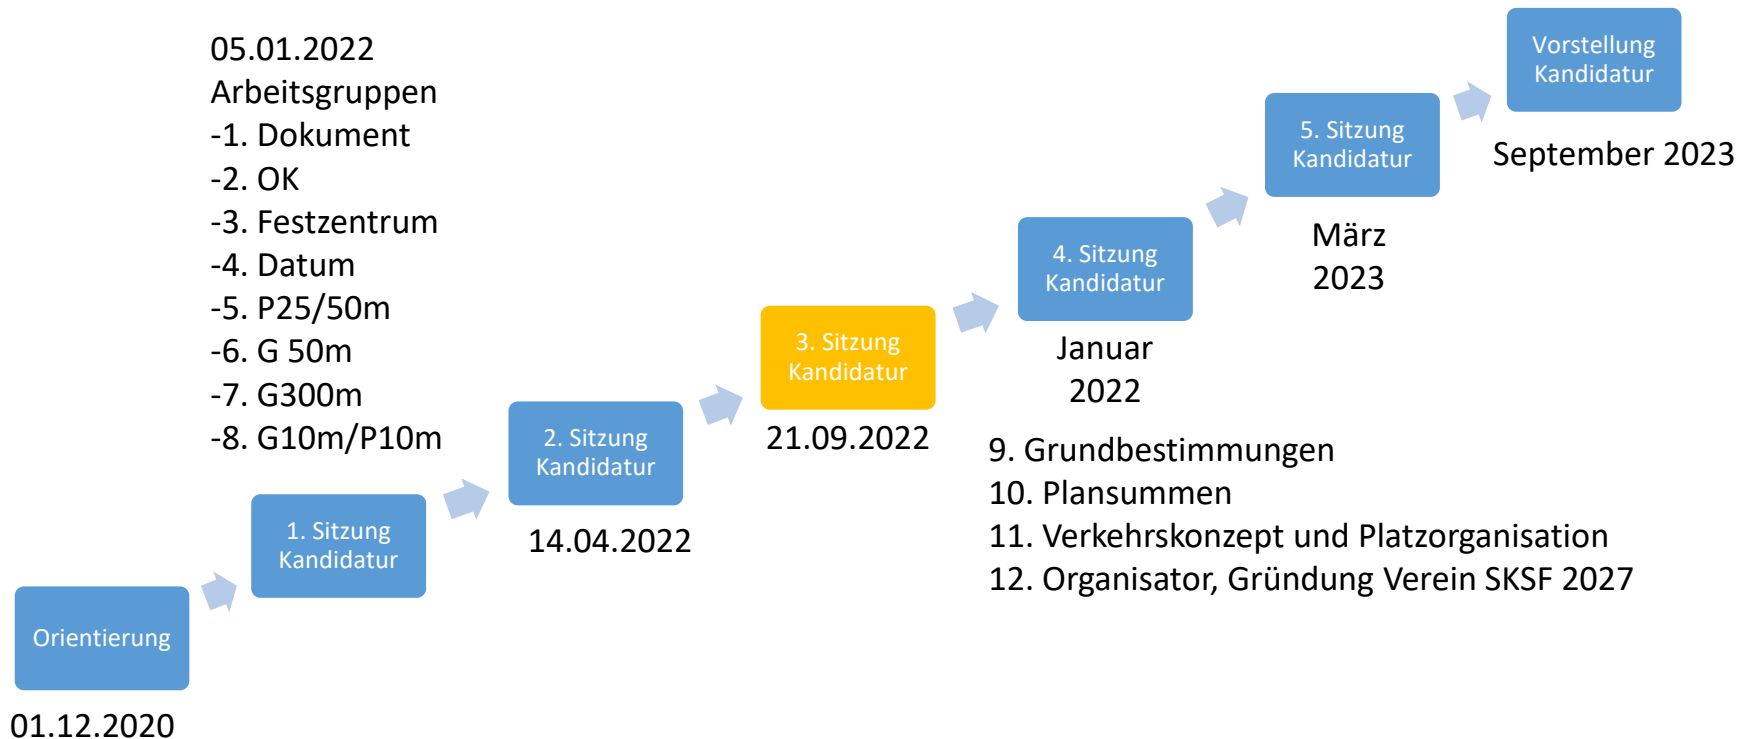 Orientierung
01.12.2020
05.01.2022
Arbeitsgruppen
-1. Dokument
-2. OK
-3. Festzentrum
-4. Datum
-5. P25/50m
-6. G 50m
-7. G300m
-8. G10m/P10m
1. Sitzung
Kandidatur
2. Sitzung
Kandidatur
14.04.2022
3. Sitzung
Kandidatur
21.09.2022
4. Sitzung
Kandidatur
Januar
2022
9. Grundbestimmungen
10. Plansummen
11. Verkehrskonzept und Platzorganisation
12. Organisator, Gründung Verein SKSF 2027
5. Sitzung
Kandidatur
März
2023
Vorstellung
Kandidatur
September 2023